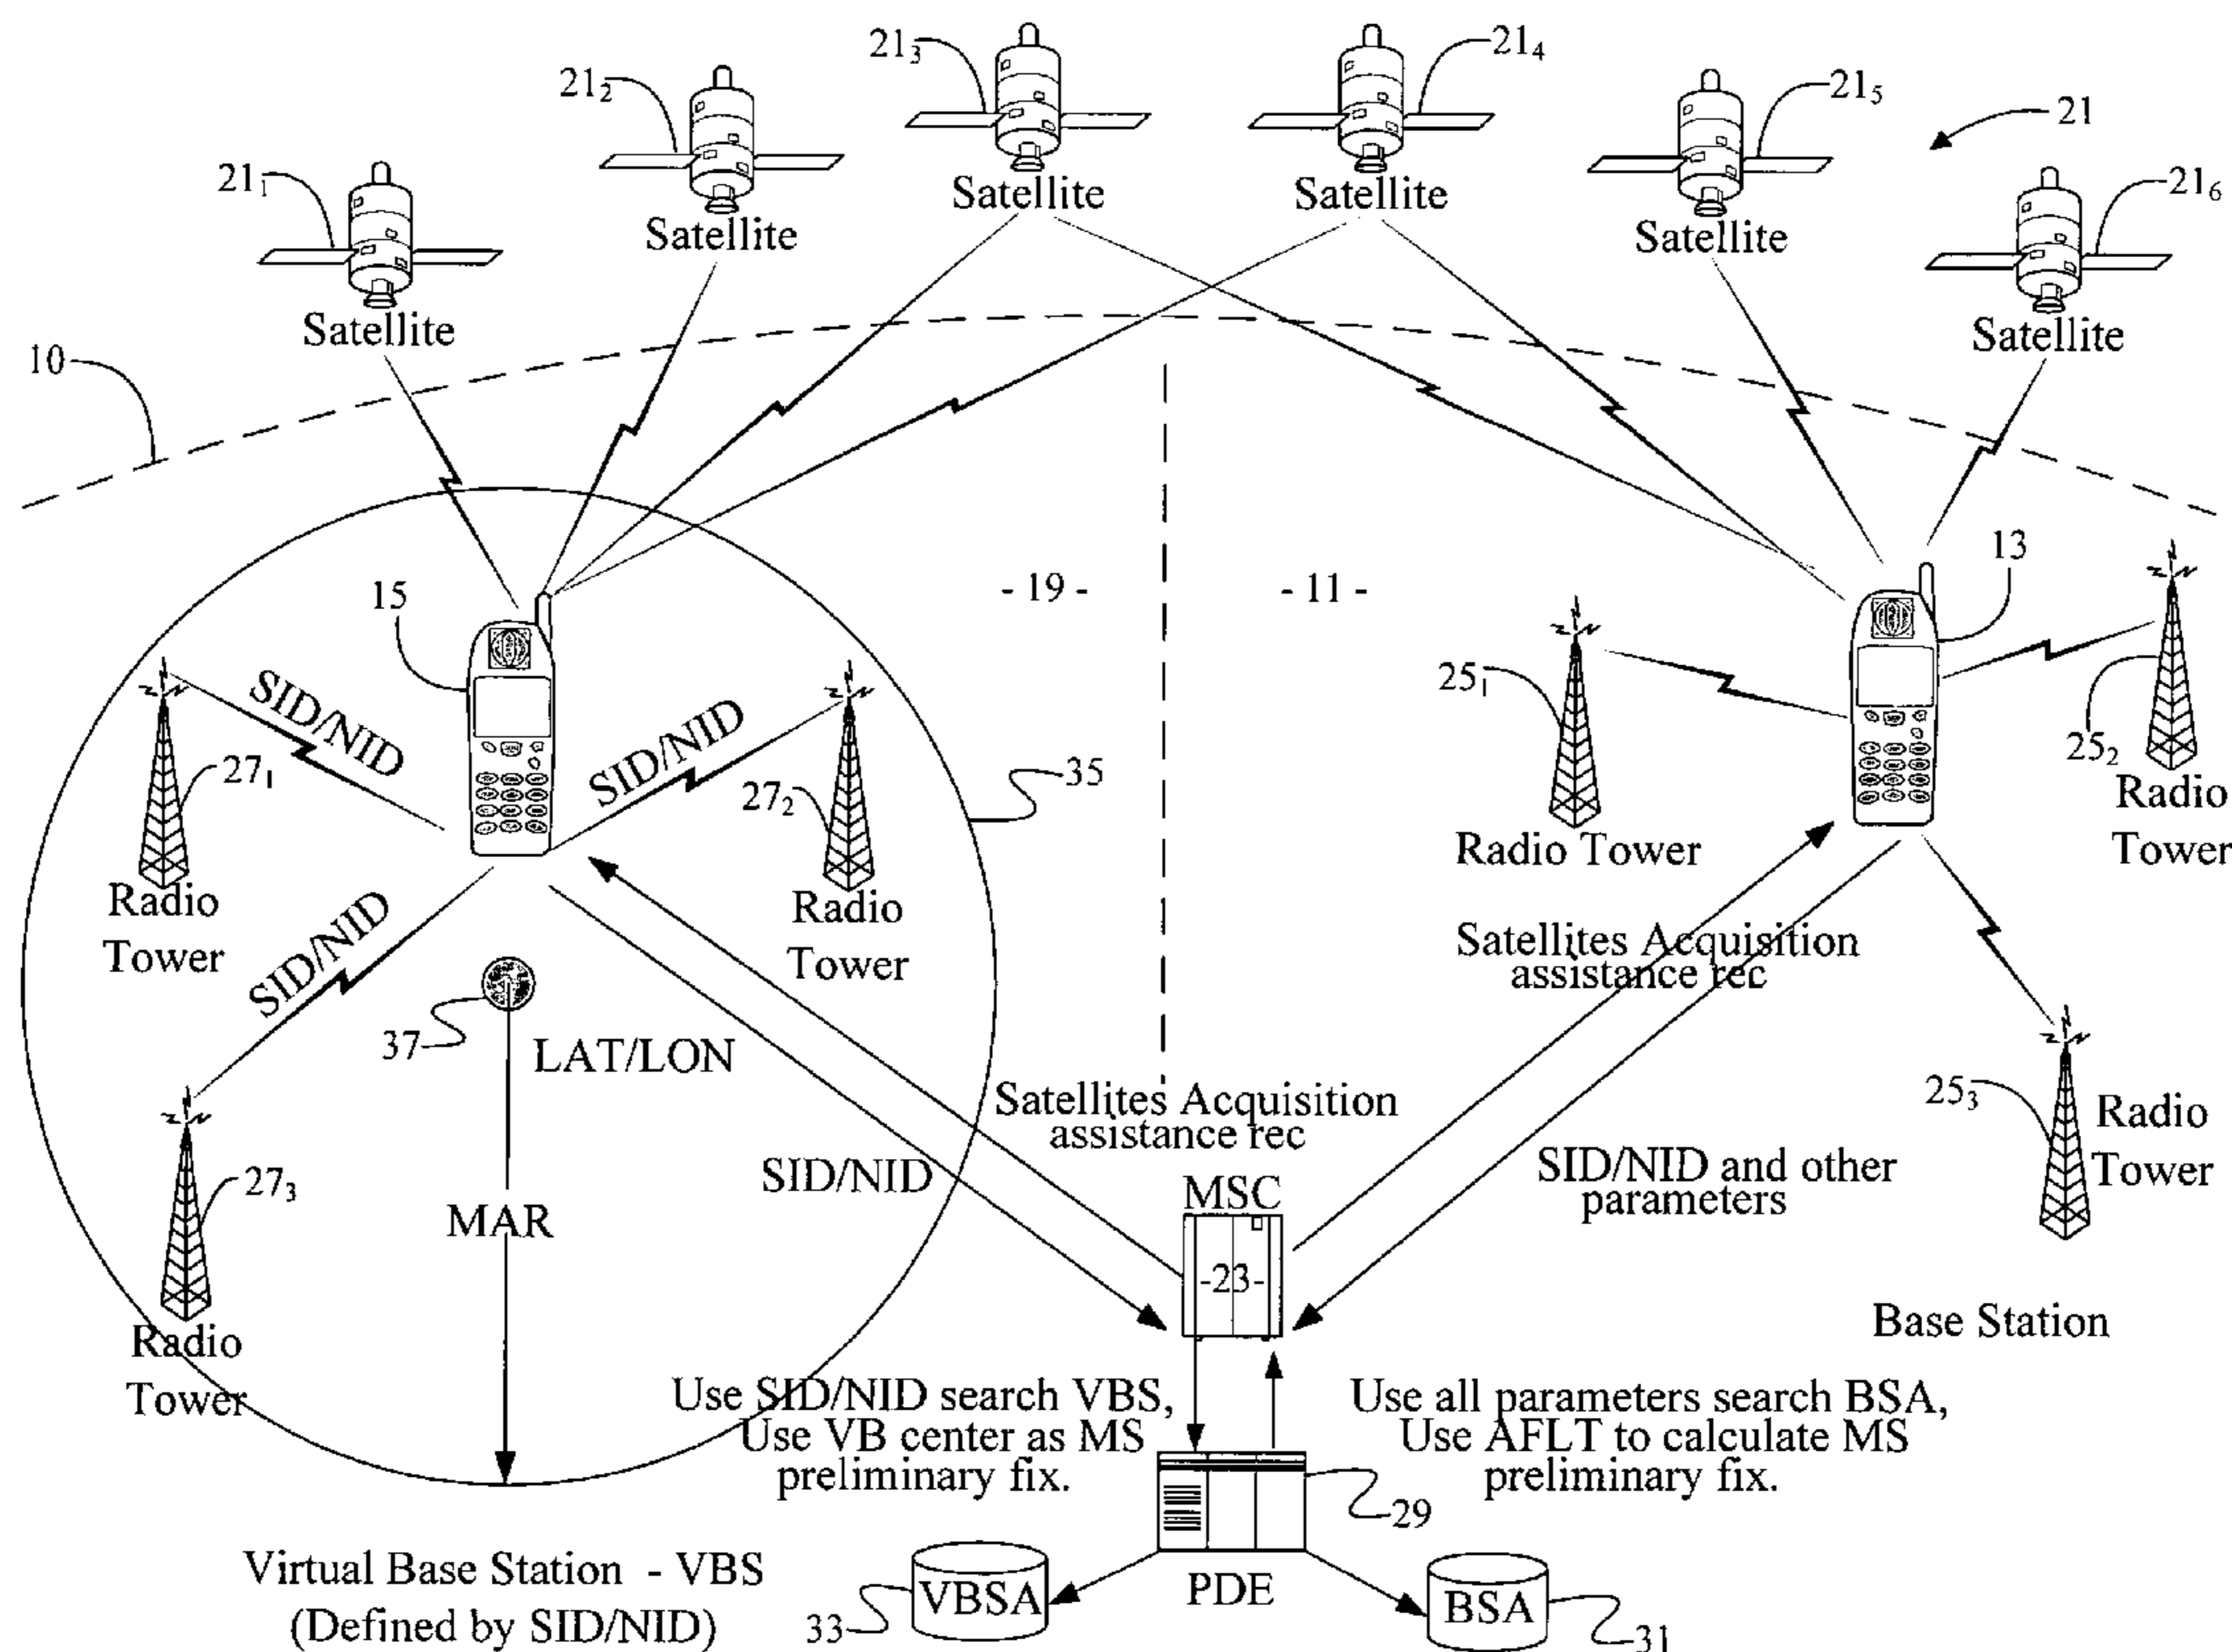 21₃
21₄
21₂
21₅
21
21₁
21₆
Satellite
Satellite
Satellite
Satellite
Satellite
Satellite
10
- 19 -
- 11 -
13
15
SID/NID
SID/NID
25₁
25₂
27₁
27₂
35
Radio
Tower
Radio Tower
Radio
Tower
Radio
Tower
SID/NID
Satellites Acquisition
assistance rec
37
LAT/LON
Satellites Acquisition
assistance rec
25₃
Radio
Tower
SID/NID
SID/NID and other
parameters
27₃
MAR
MSC
-23-
Radio
Tower
Base Station
Use SID/NID search VBS,
Use VB center as MS
preliminary fix.
Use all parameters search BSA,
Use AFLT to calculate MS
preliminary fix.
29
Virtual Base Station - VBS
(Defined by SID/NID)
VBSA
PDE
BSA
33
31